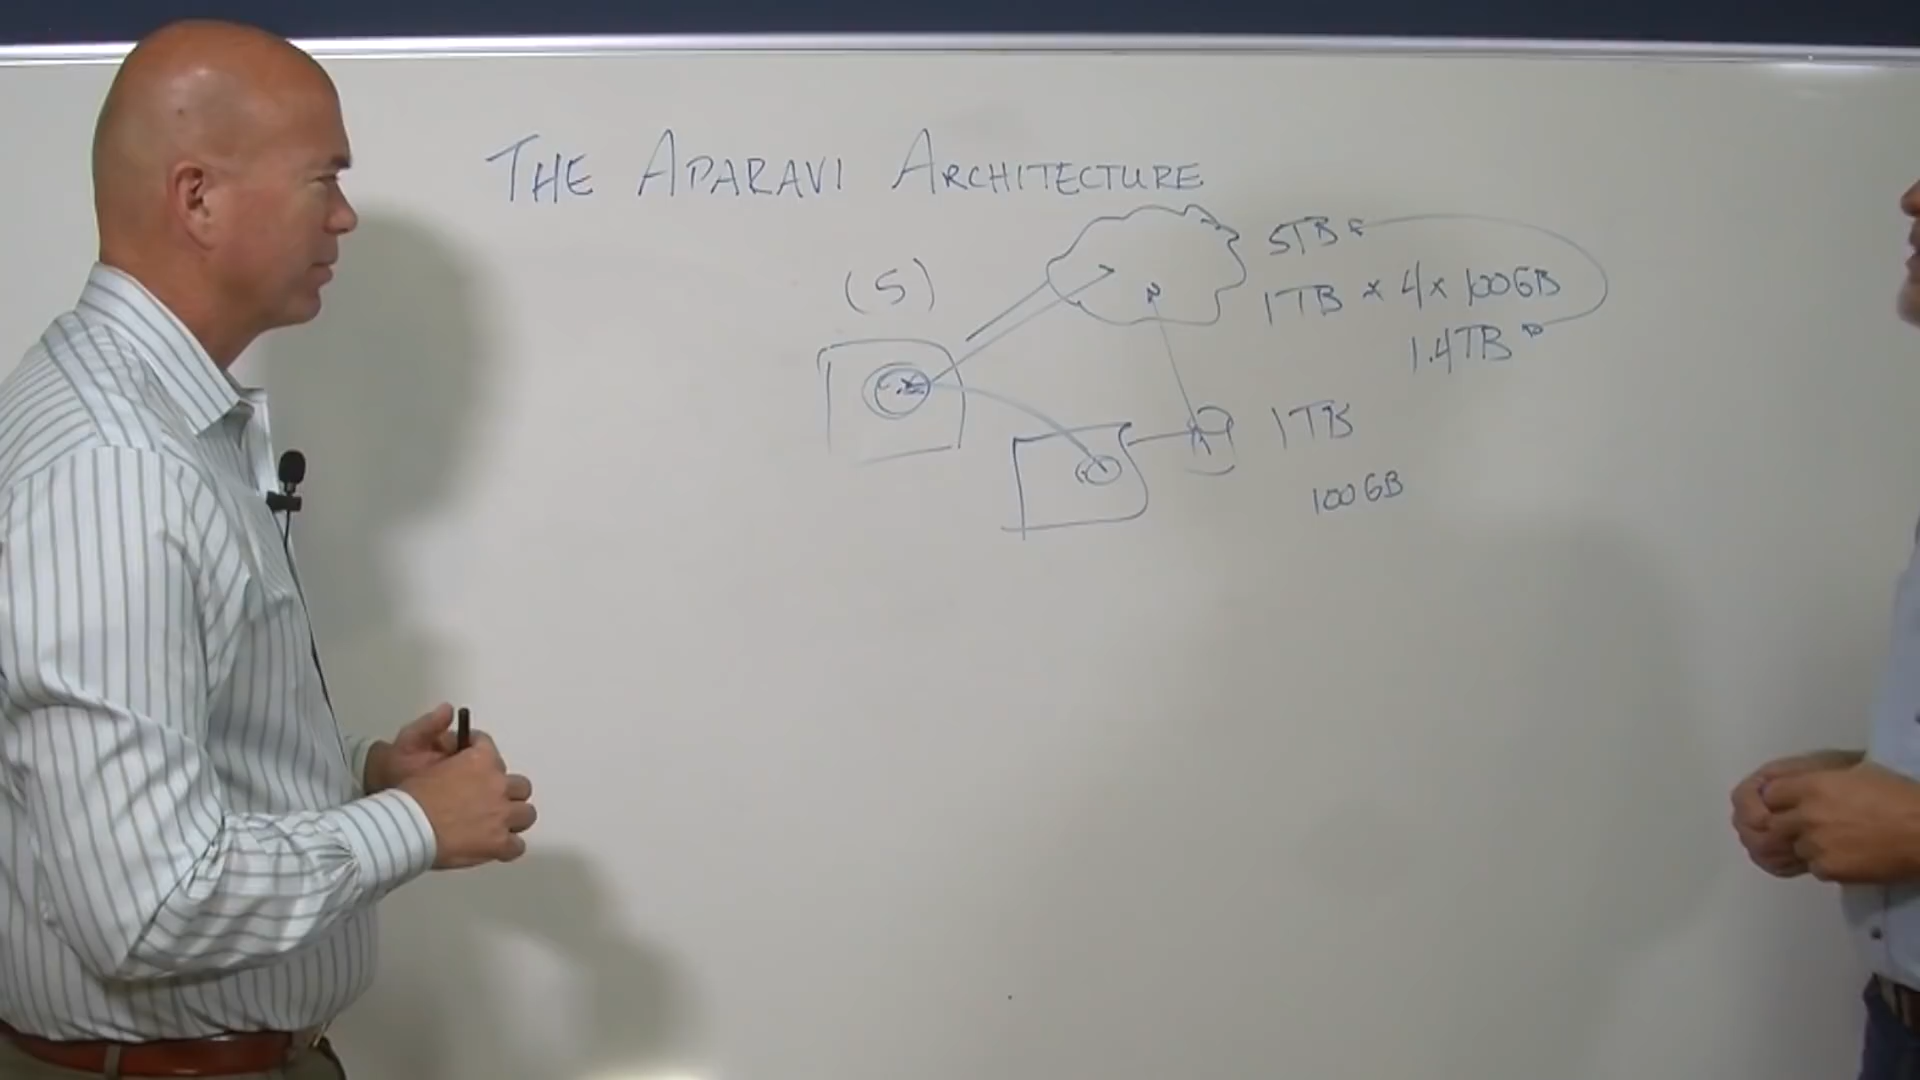 THE APARAVI ARCHITECTURE
(S)
5TB
1TB x 4 x 100GB
1.4TB
1TB
100GB